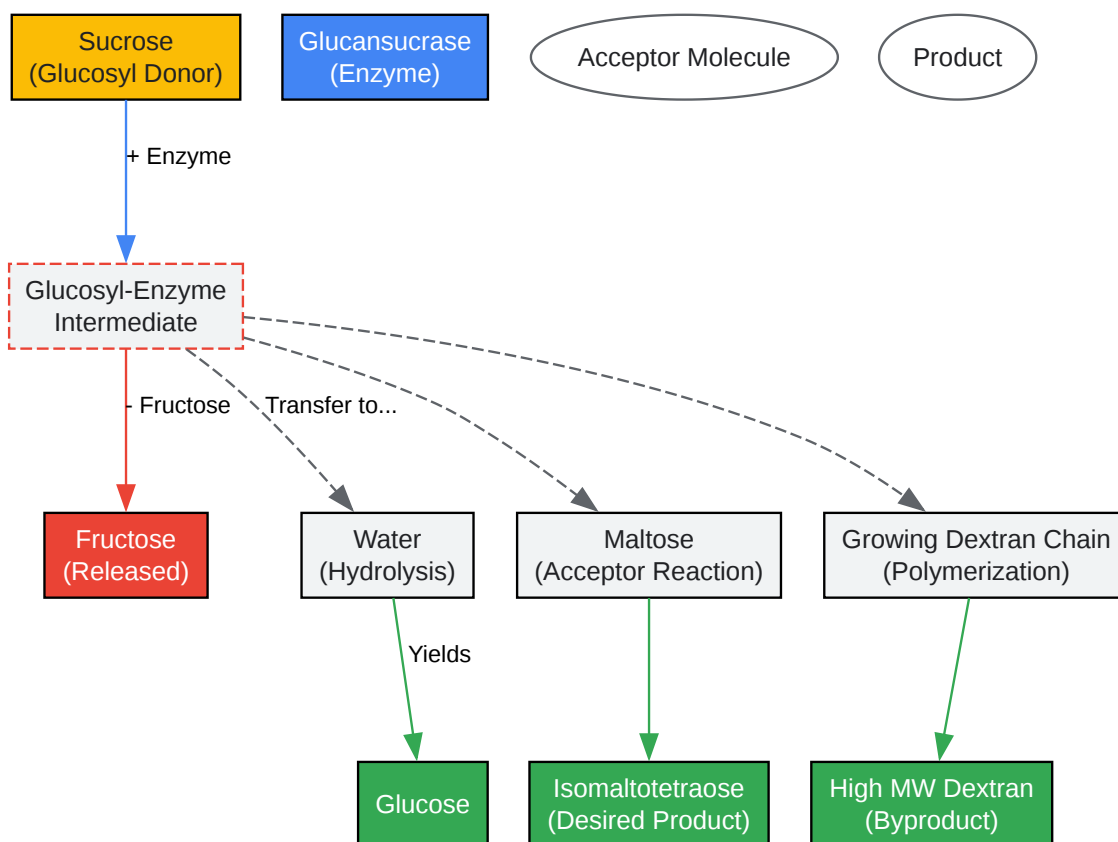 Sucrose
(Glucosyl Donor)
Glucansucrase
(Enzyme)
Acceptor Molecule
Product
+ Enzyme
Glucosyl-Enzyme
Intermediate
- Fructose
Transfer to...
Fructose
(Released)
Water
(Hydrolysis)
Maltose
(Acceptor Reaction)
Growing Dextran Chain
(Polymerization)
Yields
Glucose
Isomaltotetraose
(Desired Product)
High MW Dextran
(Byproduct)